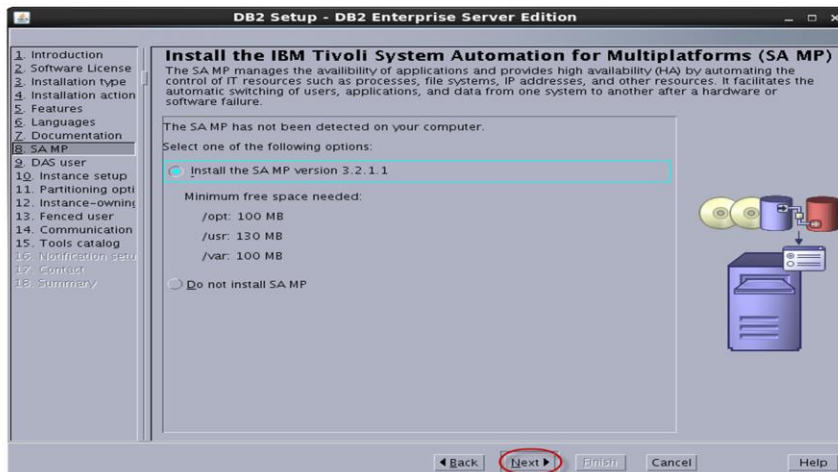 DB2 Setup - DB2 Enterprise Server Edition
1. Introduction
2. Software License
3. Installation type
4. Installation action
5. Features
6. Languages
7. Documentation
8. SA MP
9. DAS user
10. Instance setup
11. Partitioning opti
12. Instance-owning
13. Fenced user
14. Communication
15. Tools catalog
16. Notification setu
17. Contact
18. Summary
Install the IBM Tivoli System Automation for Multiplatforms (SA MP)
The SA MP manages the availibility of applications and provides high availability (HA) by automating the
control of IT resources such as processes, file systems, IP addresses, and other resources. It facilitates the
automatic switching of users, applications, and data from one system to another after a hardware or
software failure.
The SA MP has not been detected on your computer.
Select one of the following options:
Install the SA MP version 3.2.1.1
Minimum free space needed:
/opt: 100 MB
/usr: 130 MB
/var: 100 MB
Do not install SA MP
Back Next Finish Cancel Help